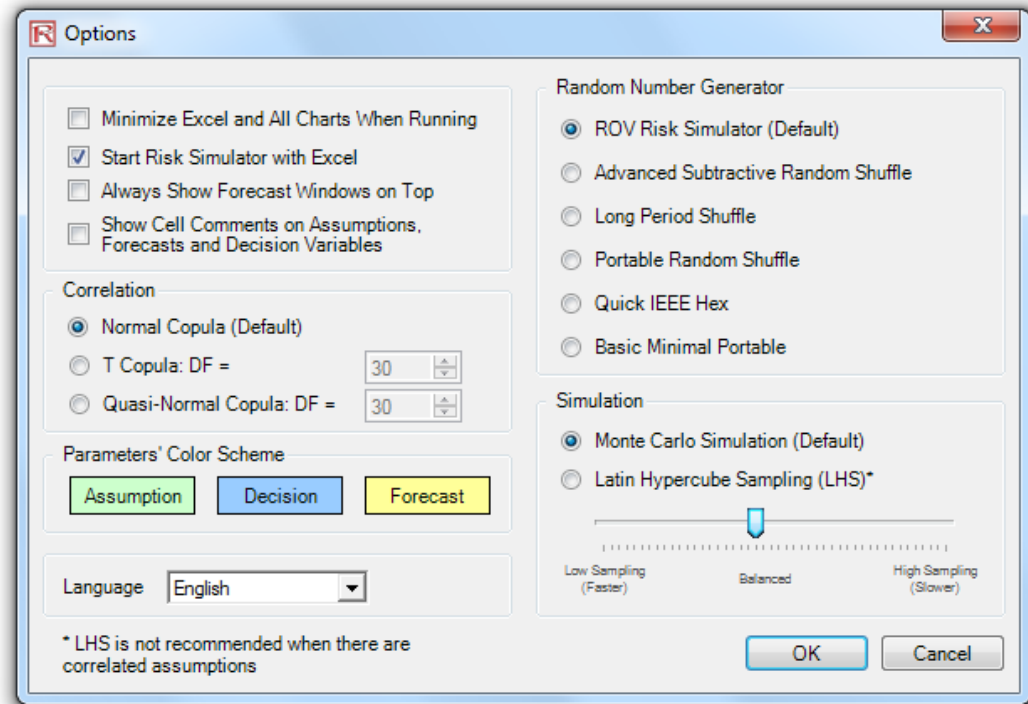 Options
Minimize Excel and All Charts When Running
Start Risk Simulator with Excel
Always Show Forecast Windows on Top
Show Cell Comments on Assumptions,
Forecasts and Decision Variables
Correlation
Normal Copula (Default)
T Copula: DF = 30
Quasi-Normal Copula: DF = 30
Parameters' Color Scheme
Assumption Decision Forecast
Language English
* LHS is not recommended when there are
correlated assumptions
Random Number Generator
ROV Risk Simulator (Default)
Advanced Subtractive Random Shuffle
Long Period Shuffle
Portable Random Shuffle
Quick IEEE Hex
Basic Minimal Portable
Simulation
Monte Carlo Simulation (Default)
Latin Hypercube Sampling (LHS)*
Low Sampling
(Faster)
Balanced
High Sampling
(Slower)
OK Cancel